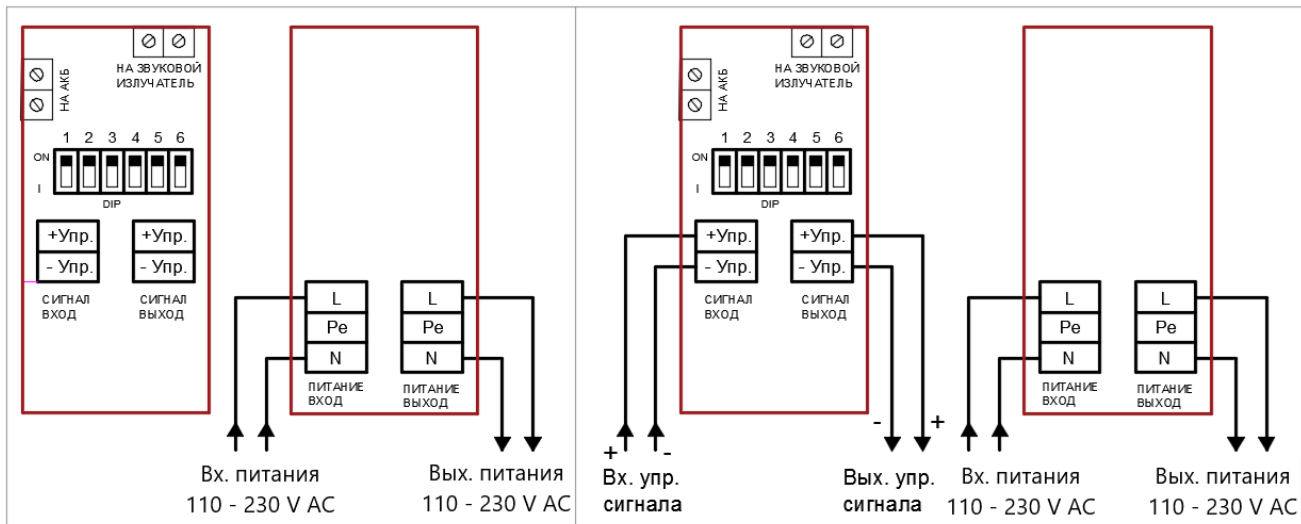 НА ЗВУКОВОЙ
ИЗЛУЧАТЕЛЬ
НА АКБ
1 2 3 4 5 6
ON
I
DIP
+Упр.
- Упр.
СИГНАЛ
ВХОД
+Упр.
- Упр.
СИГНАЛ
ВЫХОД
L
Pe
N
ПИТАНИЕ
ВХОД
L
Pe
N
ПИТАНИЕ
ВЫХОД
Вх. питания
110 - 230 V AC
Вых. питания
110 - 230 V AC
НА ЗВУКОВОЙ
ИЗЛУЧАТЕЛЬ
НА АКБ
1 2 3 4 5 6
ON
I
DIP
+Упр.
- Упр.
СИГНАЛ
ВХОД
+Упр.
- Упр.
СИГНАЛ
ВЫХОД
L
Pe
N
ПИТАНИЕ
ВХОД
L
Pe
N
ПИТАНИЕ
ВЫХОД
+ -
Вх. упр.
сигнала
- +
Вых. упр.
сигнала
Вх. питания
110 - 230 V AC
Вых. питания
110 - 230 V AC